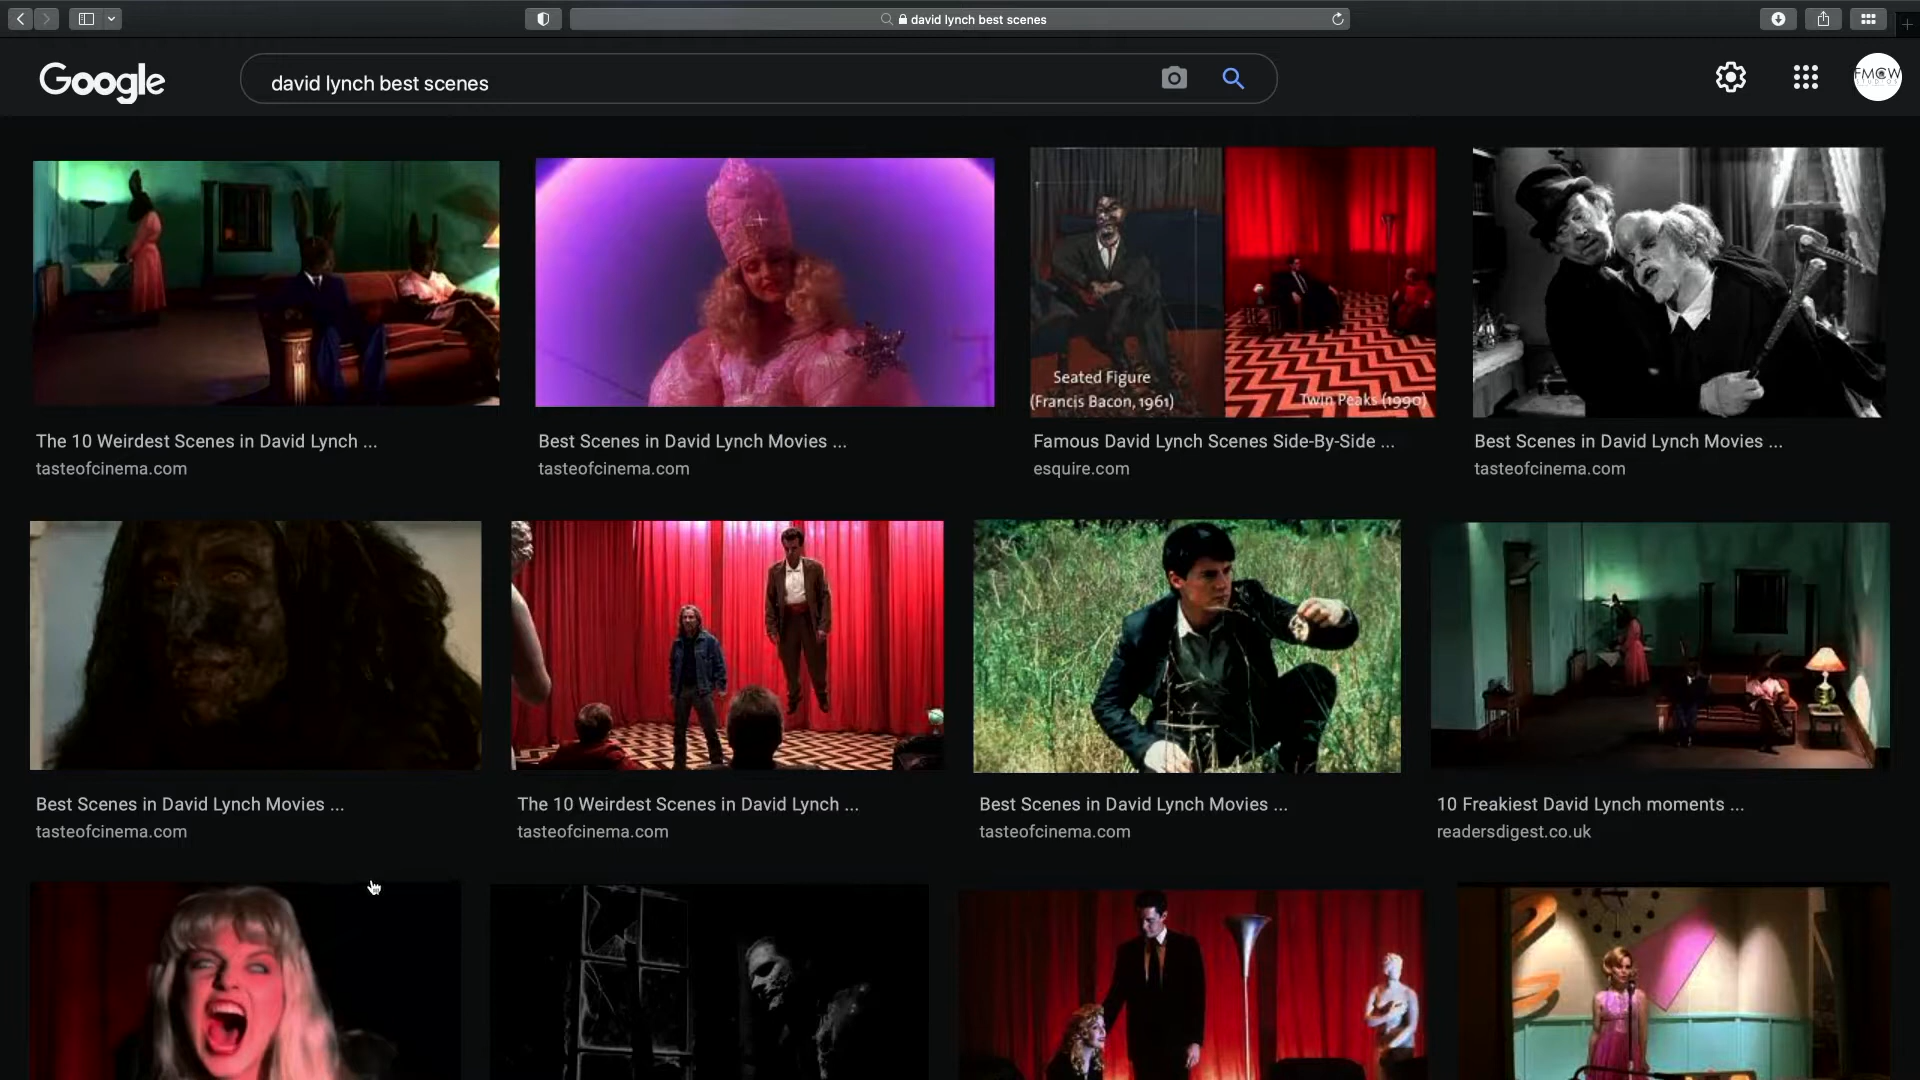 david lynch best scenes
Google
david lynch best scenes
FMCW
Seated Figure
(Francis Bacon, 1961)
Twin Peaks (1990)
The 10 Weirdest Scenes in David Lynch ...
tasteofcinema.com
Best Scenes in David Lynch Movies ...
tasteofcinema.com
Famous David Lynch Scenes Side-By-Side ...
esquire.com
Best Scenes in David Lynch Movies ...
tasteofcinema.com
Best Scenes in David Lynch Movies ...
tasteofcinema.com
The 10 Weirdest Scenes in David Lynch ...
tasteofcinema.com
Best Scenes in David Lynch Movies ...
tasteofcinema.com
10 Freakiest David Lynch moments ...
readersdigest.co.uk